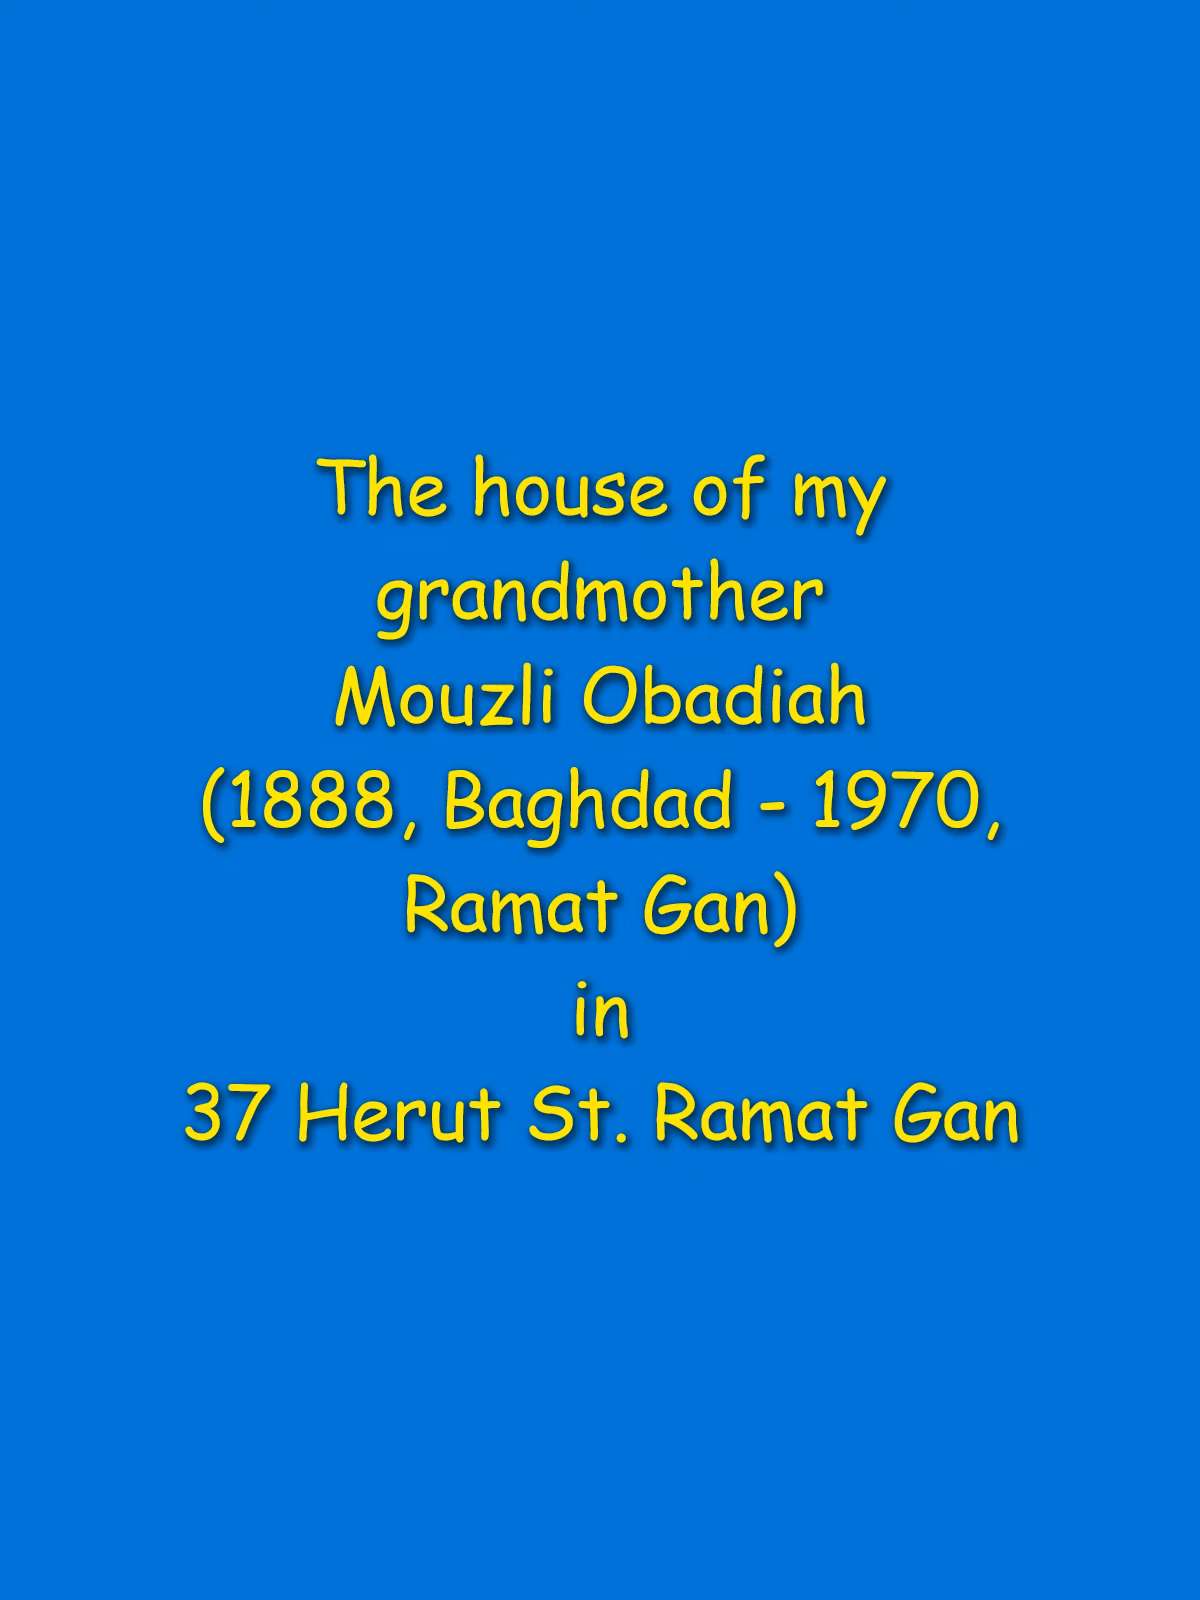 The house of my
grandmother
Mouzli Obadiah
(1888, Baghdad - 1970,
Ramat Gan)
in
37 Herut St. Ramat Gan